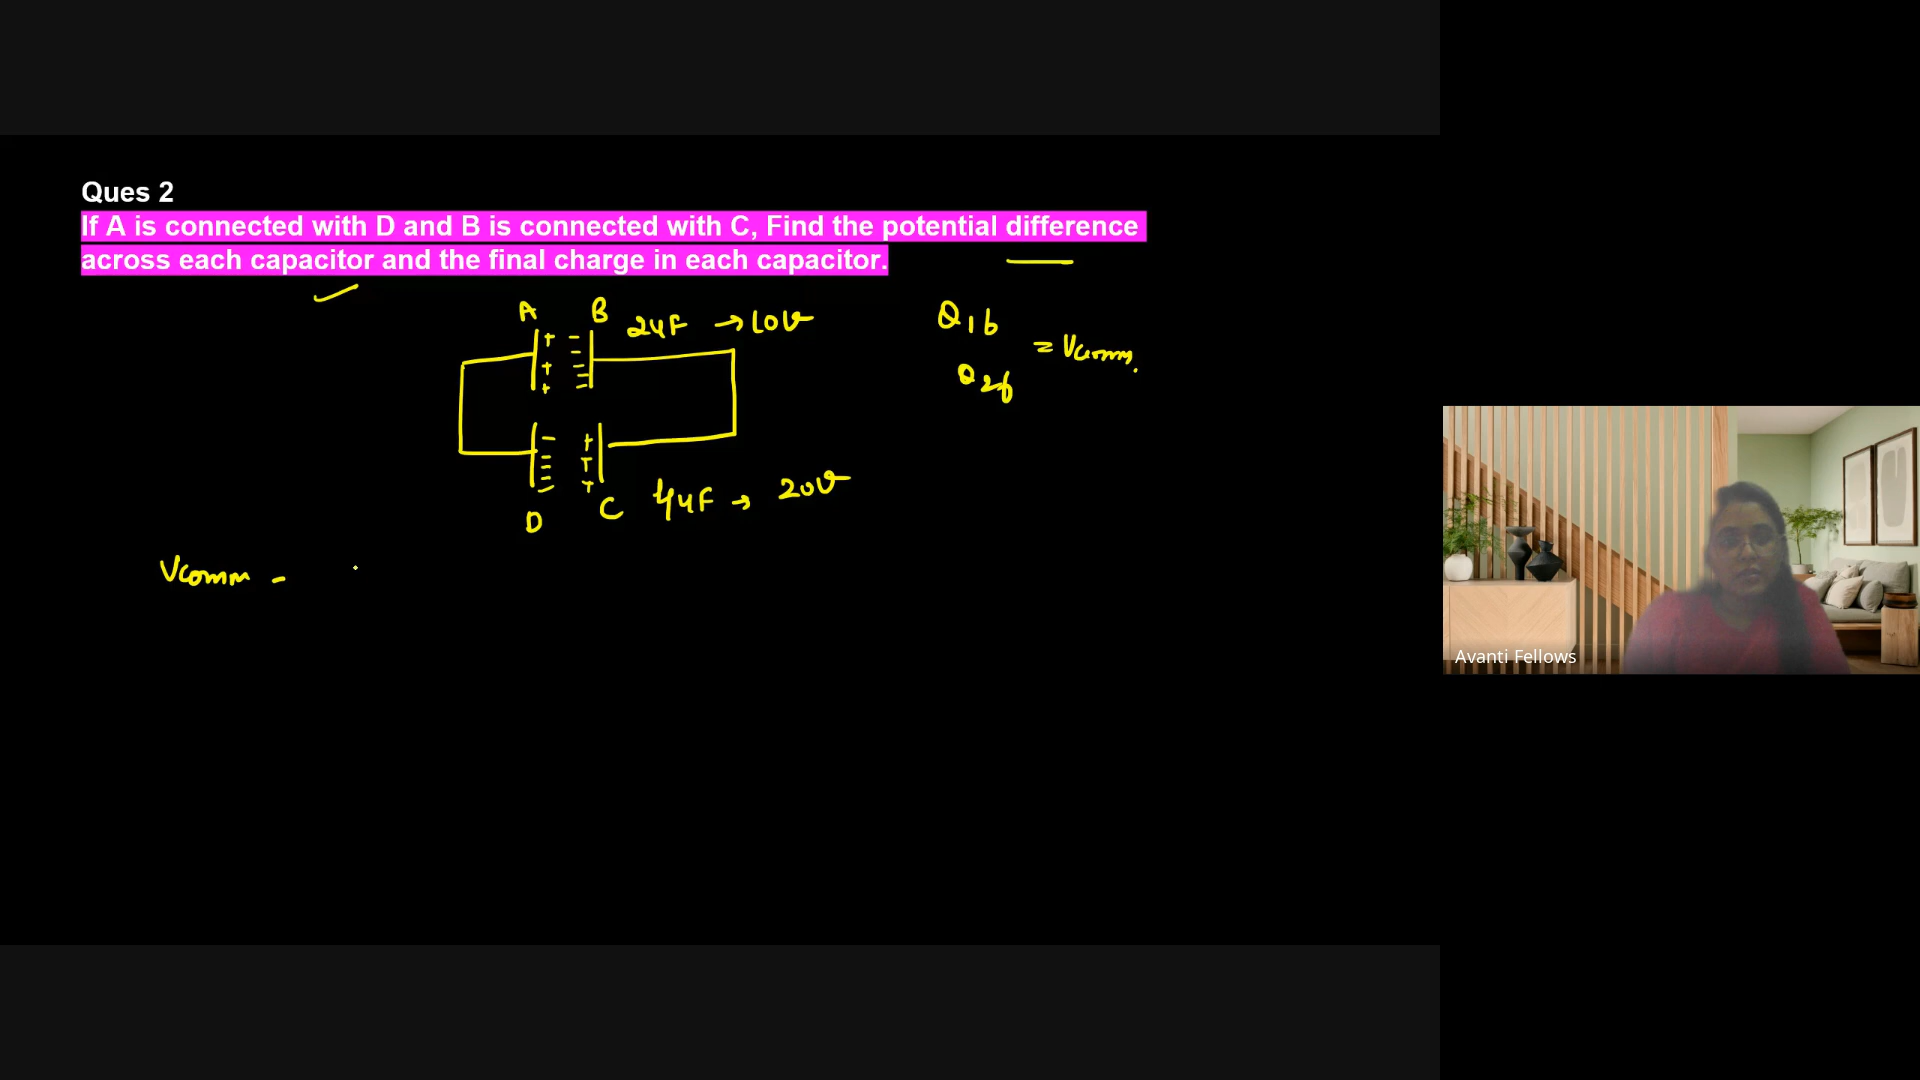 Ques 2
If A is connected with D and B is connected with C, Find the potential difference
across each capacitor and the final charge in each capacitor.
A B 2μF → 10V
+ -
+ -
+ -
- +
- +
- +
D C 4μF → 20V
Q1f
Q2f
= Vcomm.
Vcomm -
Avanti Fellows